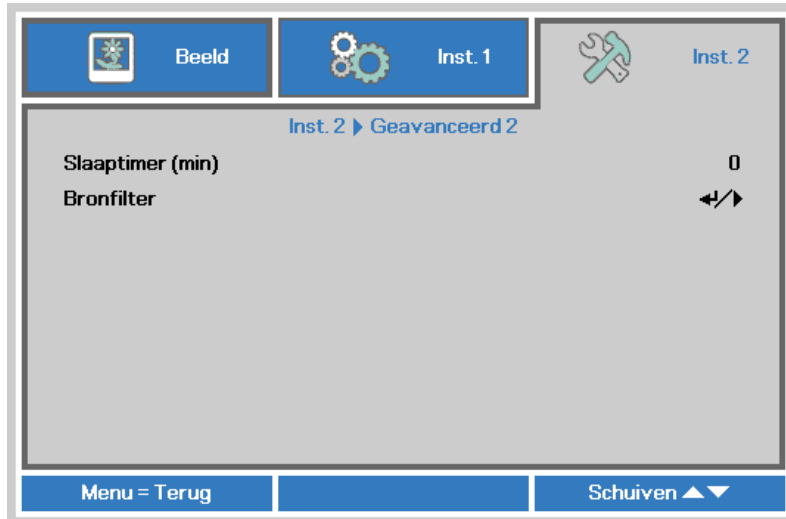 Beeld
Inst. 1
Inst. 2
Inst. 2 ▶ Geavanceerd 2
Slaaptimer (min) 0
Bronfilter ↵/▶
Menu = Terug
Schuiven ▲▼